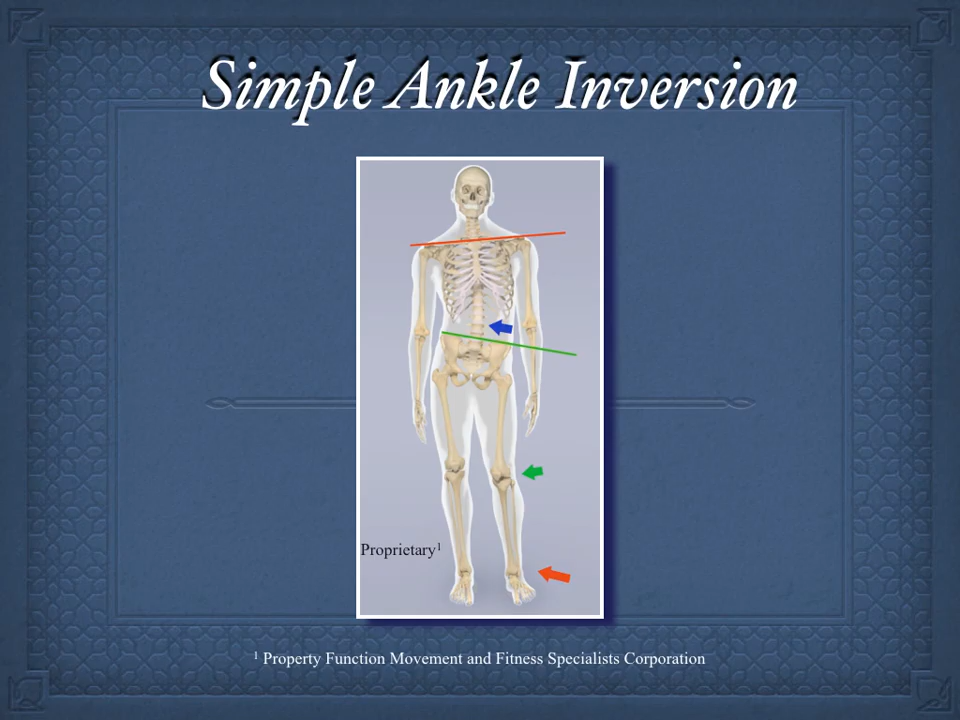 Simple Ankle Inversion
Proprietary¹
¹ Property Function Movement and Fitness Specialists Corporation